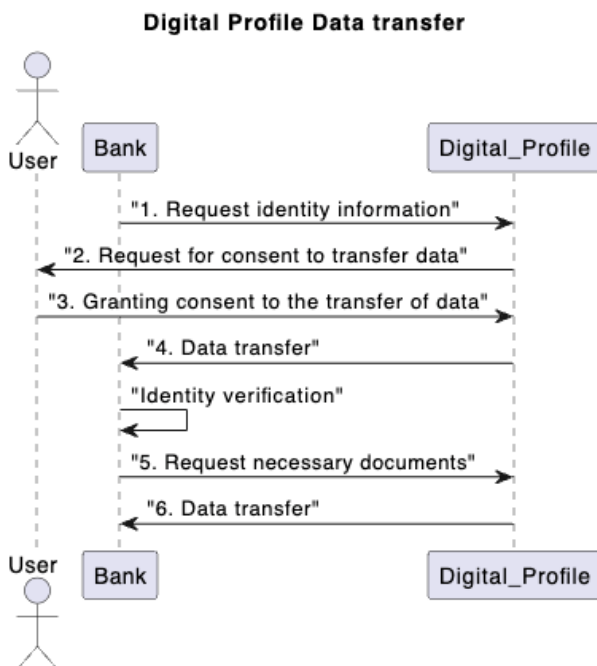 Digital Profile Data transfer
User
Bank
Digital_Profile
"1. Request identity information"
"2. Request for consent to transfer data"
"3. Granting consent to the transfer of data"
"4. Data transfer"
"Identity verification"
"5. Request necessary documents"
"6. Data transfer"
User
Bank
Digital_Profile